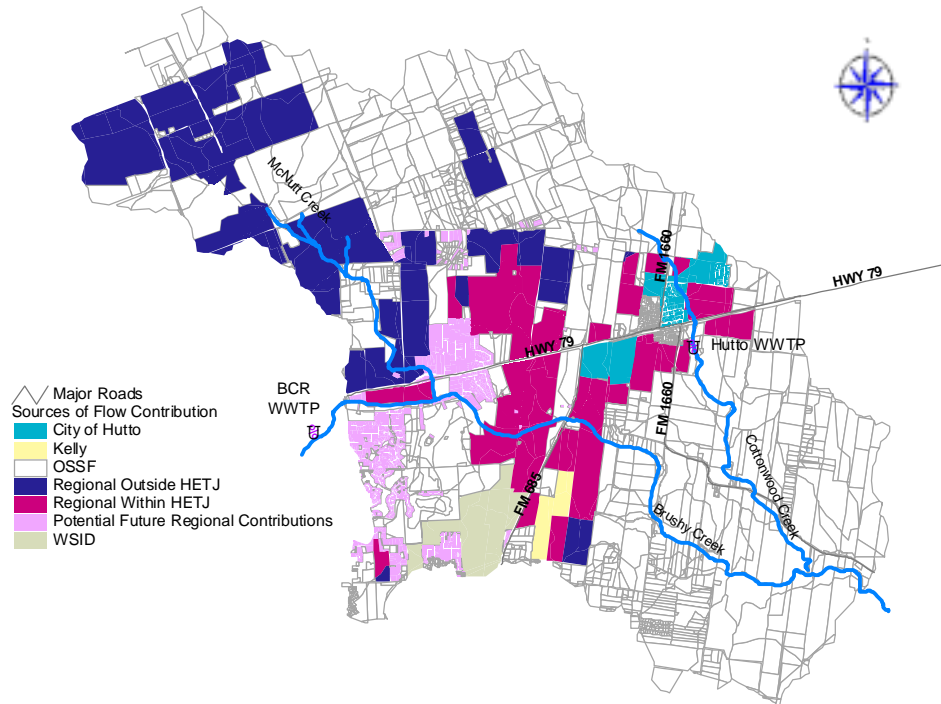 McNutt Creek
FM 1660
HWY 79
HWY 79
Hutto WWTP
FM 1660
BCR
WWTP
FM 685
Cottonwood Creek
Brushy Creek
Major Roads
Sources of Flow Contribution
City of Hutto
Kelly
OSSF
Regional Outside HETJ
Regional Within HETJ
Potential Future Regional Contributions
WSID